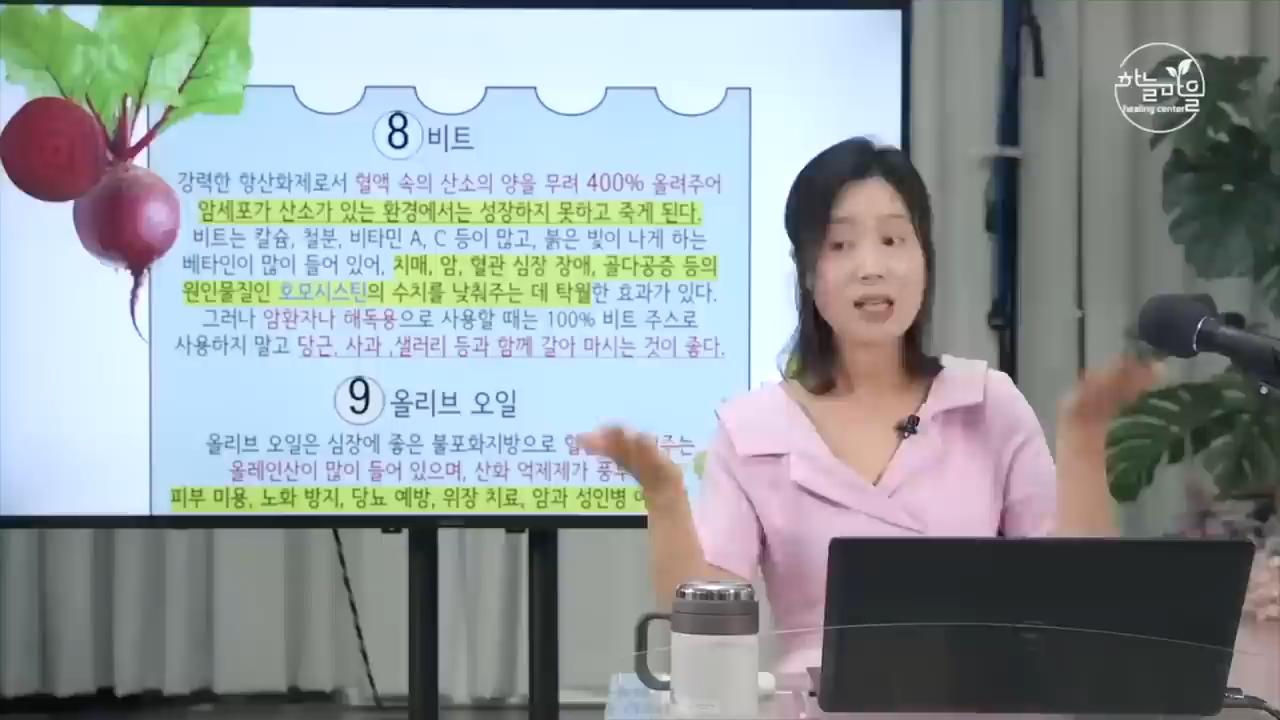 하늘마을
healing center
8 비트
강력한 항산화제로서 혈액 속의 산소의 양을 무려 400% 올려주어
암세포가 산소가 있는 환경에서는 성장하지 못하고 죽게 된다.
비트는 칼슘, 철분, 비타민 A, C 등이 많고, 붉은 빛이 나게 하는
베타인이 많이 들어 있어, 치매, 암, 혈관 심장 장애, 골다공증 등의
원인물질인 호모시스틴의 수치를 낮춰주는 데 탁월한 효과가 있다.
그러나 암환자나 해독용으로 사용할 때는 100% 비트 주스로
사용하지 말고 당근, 사과 ,샐러리 등과 함께 갈아 마시는 것이 좋다.
9 올리브 오일
올리브 오일은 심장에 좋은 불포화지방으로
올레인산이 많이 들어 있으며, 산화 억제제가
피부 미용, 노화 방지, 당뇨 예방, 위장 치료, 암과 성인병